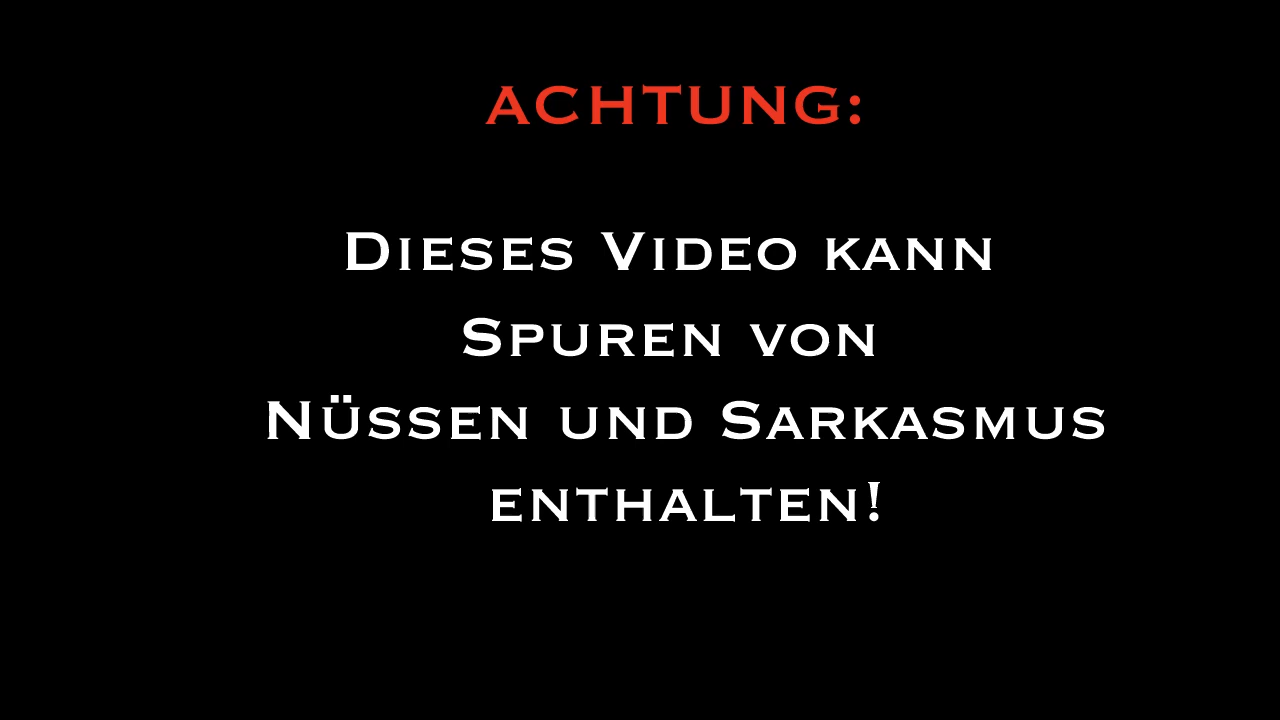 ACHTUNG:
DIESES VIDEO KANN
SPUREN VON
NÜSSEN UND SARKASMUS
ENTHALTEN!